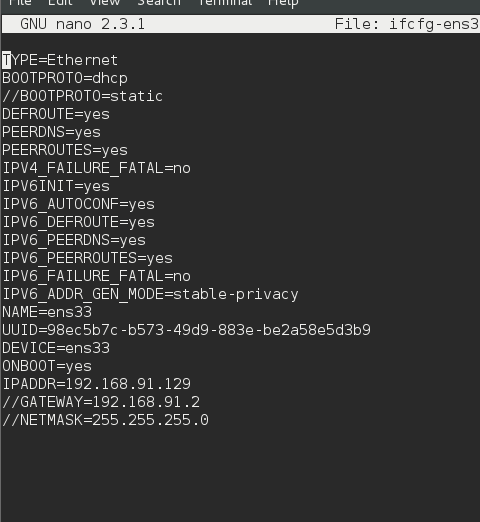 File Edit View Search Terminal Help
GNU nano 2.3.1 File: ifcfg-ens3
TYPE=Ethernet
BOOTPROTO=dhcp
//BOOTPROTO=static
DEFROUTE=yes
PEERDNS=yes
PEERROUTES=yes
IPV4_FAILURE_FATAL=no
IPV6INIT=yes
IPV6_AUTOCONF=yes
IPV6_DEFROUTE=yes
IPV6_PEERDNS=yes
IPV6_PEERROUTES=yes
IPV6_FAILURE_FATAL=no
IPV6_ADDR_GEN_MODE=stable-privacy
NAME=ens33
UUID=98ec5b7c-b573-49d9-883e-be2a58e5d3b9
DEVICE=ens33
ONBOOT=yes
IPADDR=192.168.91.129
//GATEWAY=192.168.91.2
//NETMASK=255.255.255.0